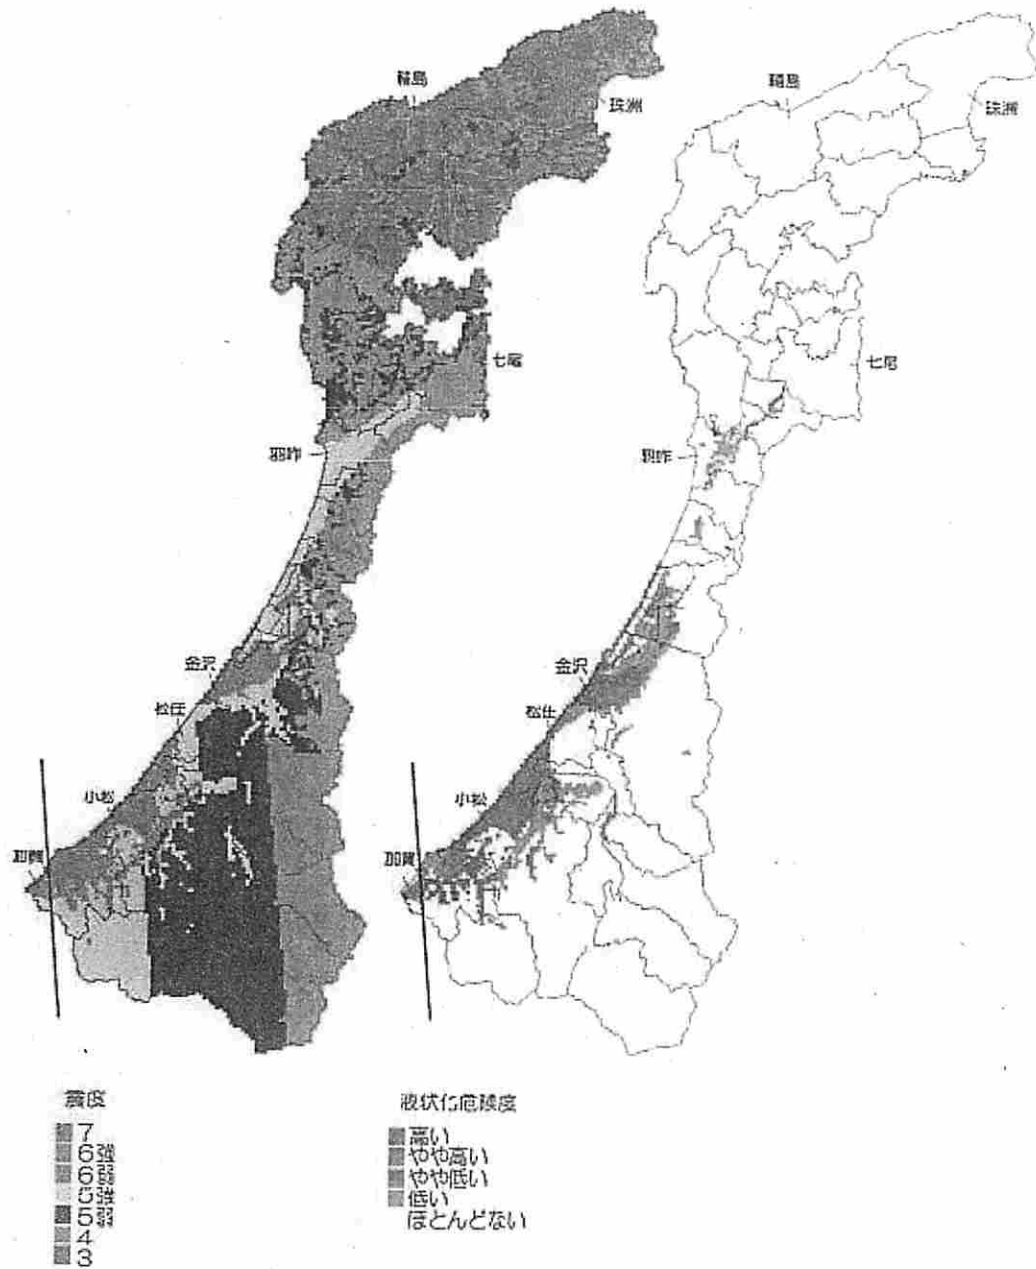 輪島
珠洲
七尾
羽咋
金沢
松任
小松
加賀
輪島
珠洲
七尾
羽咋
金沢
松任
小松
加賀
震度
7
6強
6弱
5強
5弱
4
3
液状化危険度
高い
やや高い
やや低い
低い
ほとんどない